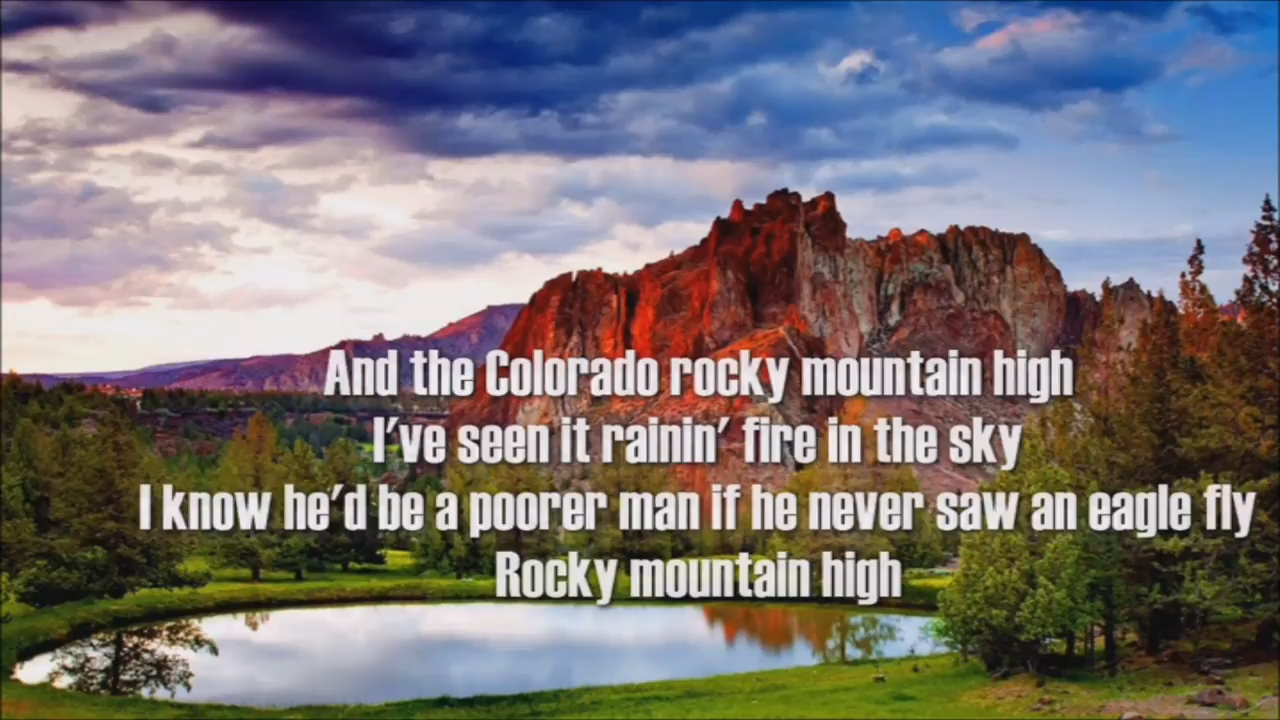 And the Colorado rocky mountain high
I've seen it rainin' fire in the sky
I know he'd be a poorer man if he never saw an eagle fly
Rocky mountain high